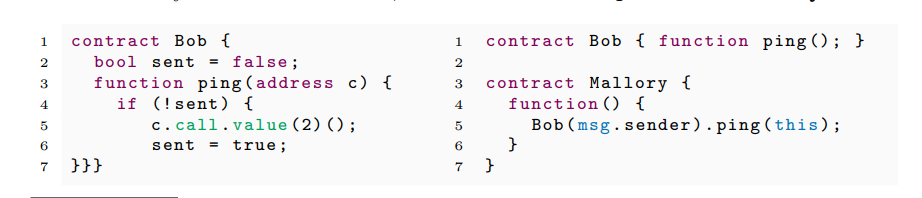 1 contract Bob {
2 bool sent = false;
3 function ping(address c) {
4 if (!sent) {
5 c.call.value(2)();
6 sent = true;
7 }}}
1 contract Bob { function ping(); }
2
3 contract Mallory {
4 function() {
5 Bob(msg.sender).ping(this);
6 }
7 }